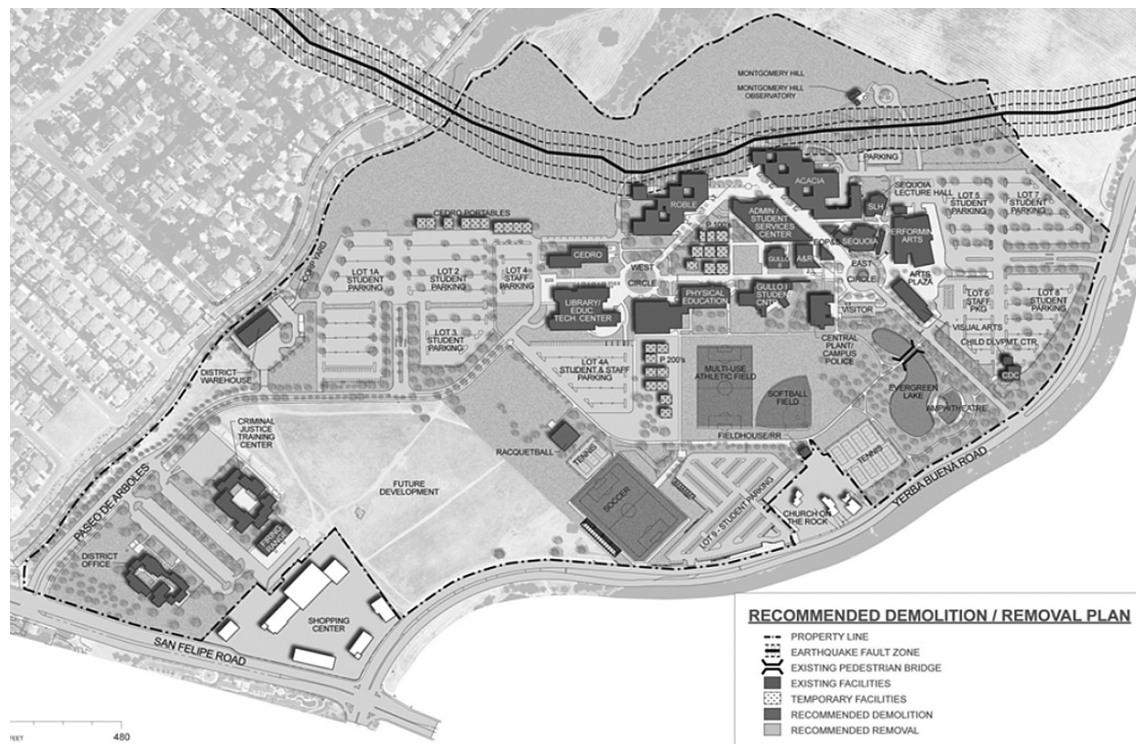 MONTGOMERY HILL
MONTGOMERY HILL
OBSERVATORY
PARKING
ACACIA
SEQUOIA
LECTURE HALL
SLH
LOT 5
STUDENT
PARKING
LOT 7
STUDENT
PARKING
ROBLE
CEDRO PORTABLES
ADMIN /
STUDENT
SERVICES
CENTER
PERFORMING
ARTS
SEQUOIA
CEDRO
GULLO
II
A&R
EAST
CIRCLE
ARTS
PLAZA
CORP YARD
LOT 1A
STUDENT
PARKING
LOT 2
STUDENT
PARKING
LOT 4
STAFF
PARKING
WEST
CIRCLE
LIBRARY/
EDUC
TECH. CENTER
PHYSICAL
EDUCATION
GULLO I
STUDENT
CNTR
VISITOR
LOT 6
STAFF
PKG
LOT 8
STUDENT
PARKING
LOT 3
STUDENT
PARKING
VISUAL ARTS
CHILD DLVPMT. CTR.
CDC
CENTRAL
PLANT/
CAMPUS
POLICE
P 200's
LOT 4A
STUDENT & STAFF
PARKING
MULTI-USE
ATHLETIC FIELD
SOFTBALL
FIELD
EVERGREEN
LAKE
AMPITHEATRE
DISTRICT
WAREHOUSE
FIELDHOUSE/RR
CRIMINAL
JUSTICE
TRAINING
CENTER
RACQUETBALL
TENNIS
TENNIS
YERBA BUENA ROAD
PASEO DE ARBOLES
FUTURE
DEVELOPMENT
SOCCER
LOT 9 - STUDENT PARKING
CHURCH ON
THE ROCK
DISTRICT
OFFICE
SHOPPING
CENTER
SAN FELIPE ROAD
RECOMMENDED DEMOLITION / REMOVAL PLAN
PROPERTY LINE
EARTHQUAKE FAULT ZONE
EXISTING PEDESTRIAN BRIDGE
EXISTING FACILITIES
TEMPORARY FACILITIES
RECOMMENDED DEMOLITION
RECOMMENDED REMOVAL
480